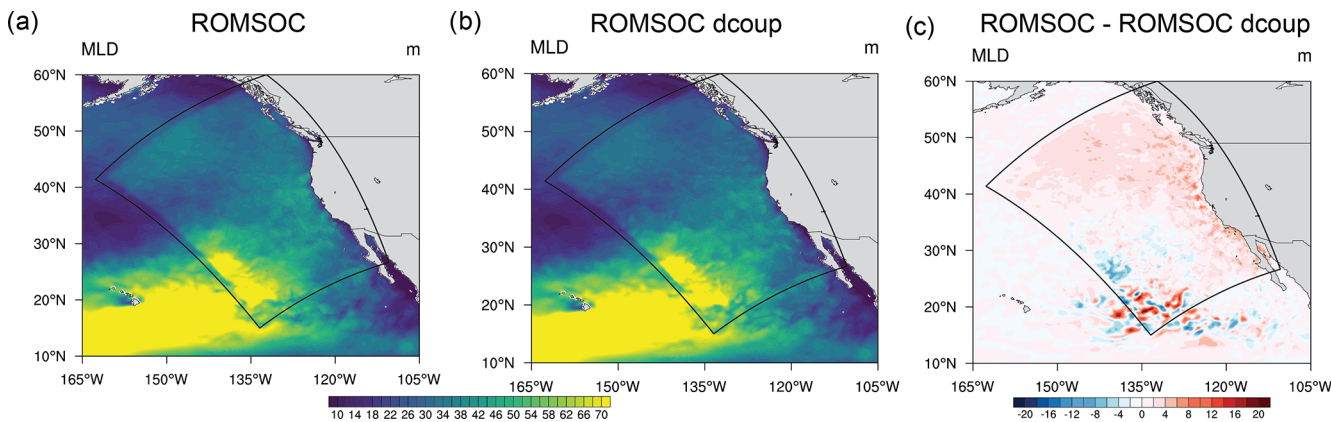 (a) ROMSOC
MLD m
60°N
50°N
40°N
30°N
20°N
10°N
165°W 150°W 135°W 120°W 105°W
(b) ROMSOC dcoup
MLD m
60°N
50°N
40°N
30°N
20°N
10°N
165°W 150°W 135°W 120°W 105°W
10 14 18 22 26 30 34 38 42 46 50 54 58 62 66 70
(c) ROMSOC - ROMSOC dcoup
MLD m
60°N
50°N
40°N
30°N
20°N
10°N
165°W 150°W 135°W 120°W 105°W
-20 -16 -12 -8 -4 0 4 8 12 16 20